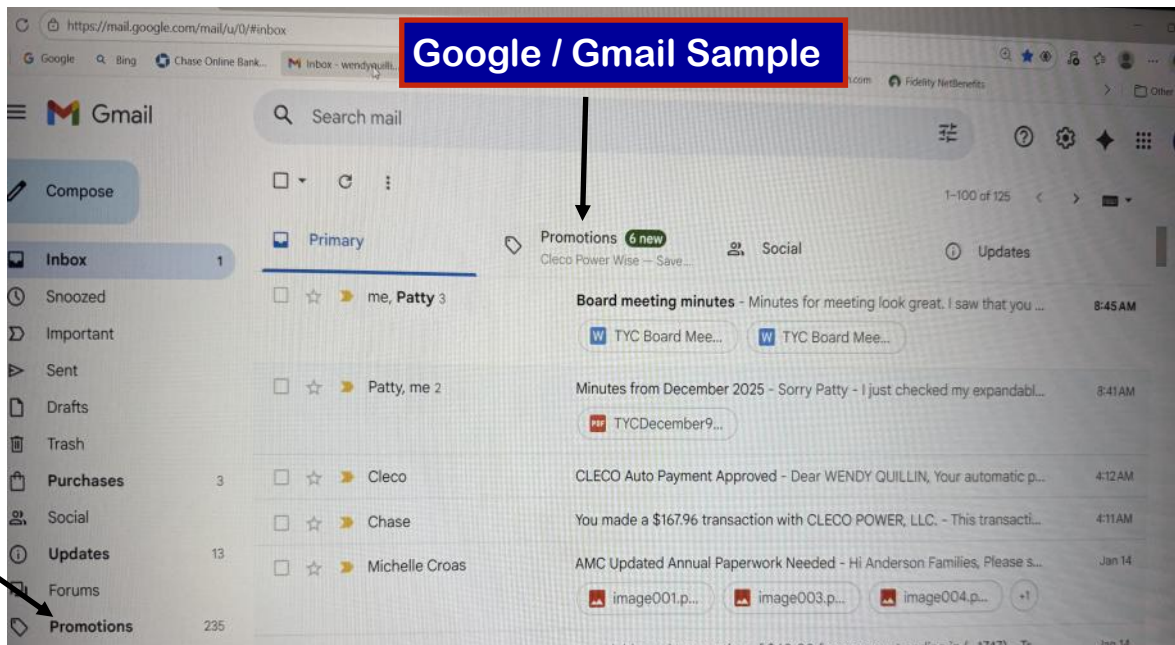 https://mail.google.com/mail/u/0/#inbox
Google / Gmail Sample
Google Bing Chase Online Bank... Inbox - wendyquilli... Fidelity NetBenefits Other
Gmail Search mail
Compose
1–100 of 125
Primary Promotions 6 new Social Updates
Cleco Power Wise — Save...
Inbox 1
Snoozed
Important
Sent
Drafts
Trash
Purchases 3
Social
Updates 13
Forums
Promotions 235
me, Patty 3 Board meeting minutes - Minutes for meeting look great. I saw that you ... 8:45 AM
TYC Board Mee... TYC Board Mee...
Patty, me 2 Minutes from December 2025 - Sorry Patty - I just checked my expandabl... 8:41 AM
PDF TYCDecember9...
Cleco CLECO Auto Payment Approved - Dear WENDY QUILLIN, Your automatic p... 4:12 AM
Chase You made a $167.96 transaction with CLECO POWER, LLC. - This transacti... 4:11 AM
Michelle Croas AMC Updated Annual Paperwork Needed - Hi Anderson Families, Please s... Jan 14
image001.p... image003.p... image004.p... +1
Jan 14